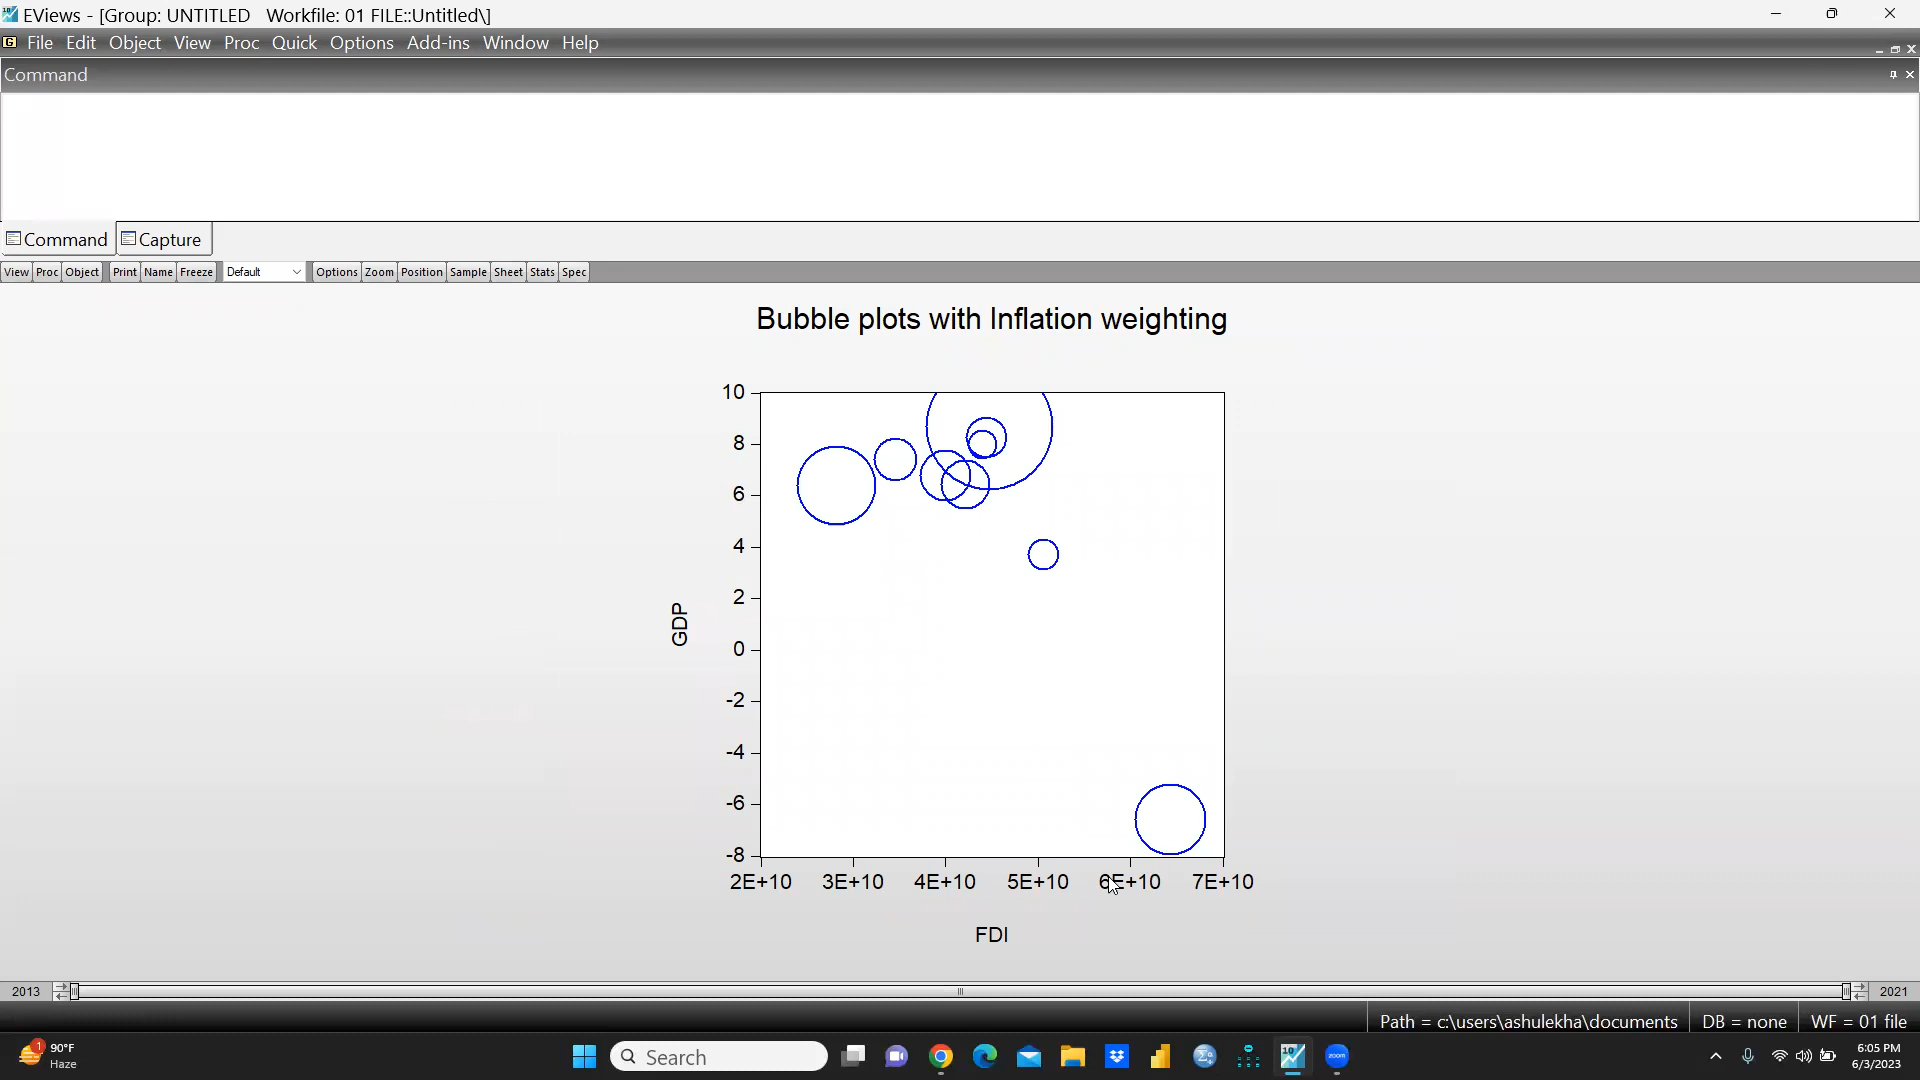 EViews - [Group: UNTITLED   Workfile: 01 FILE::Untitled\]
File Edit Object View Proc Quick Options Add-ins Window Help
Command
Command Capture
View Proc Object Print Name Freeze Default Options Zoom Position Sample Sheet Stats Spec
Bubble plots with Inflation weighting
10
8
6
4
2
0
-2
-4
-6
-8
GDP
2E+10 3E+10 4E+10 5E+10 6E+10 7E+10
FDI
2013 2021
Path = c:\users\ashulekha\documents DB = none WF = 01 file
1
90°F
Haze
Search
zoom
10
6:05 PM
6/3/2023